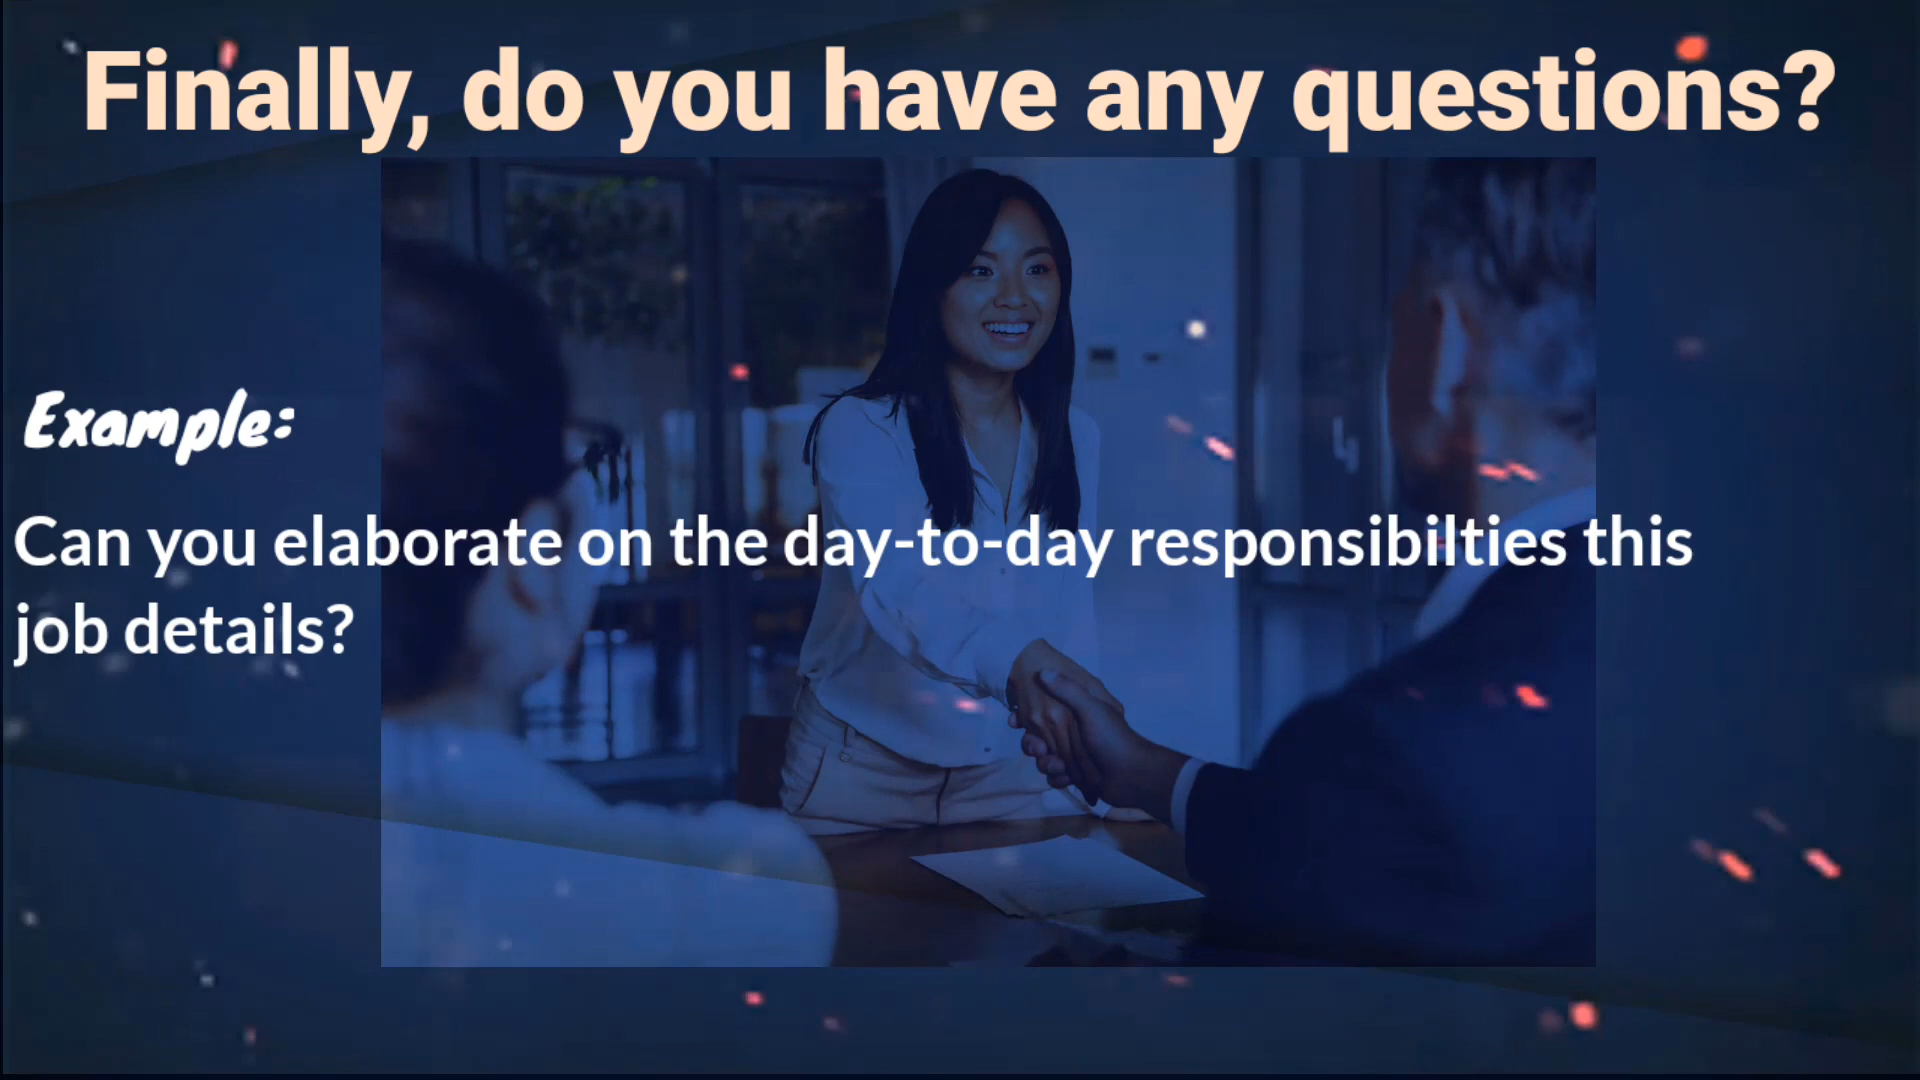 Finally, do you have any questions?
Example:
Can you elaborate on the day-to-day responsibilties this
job details?